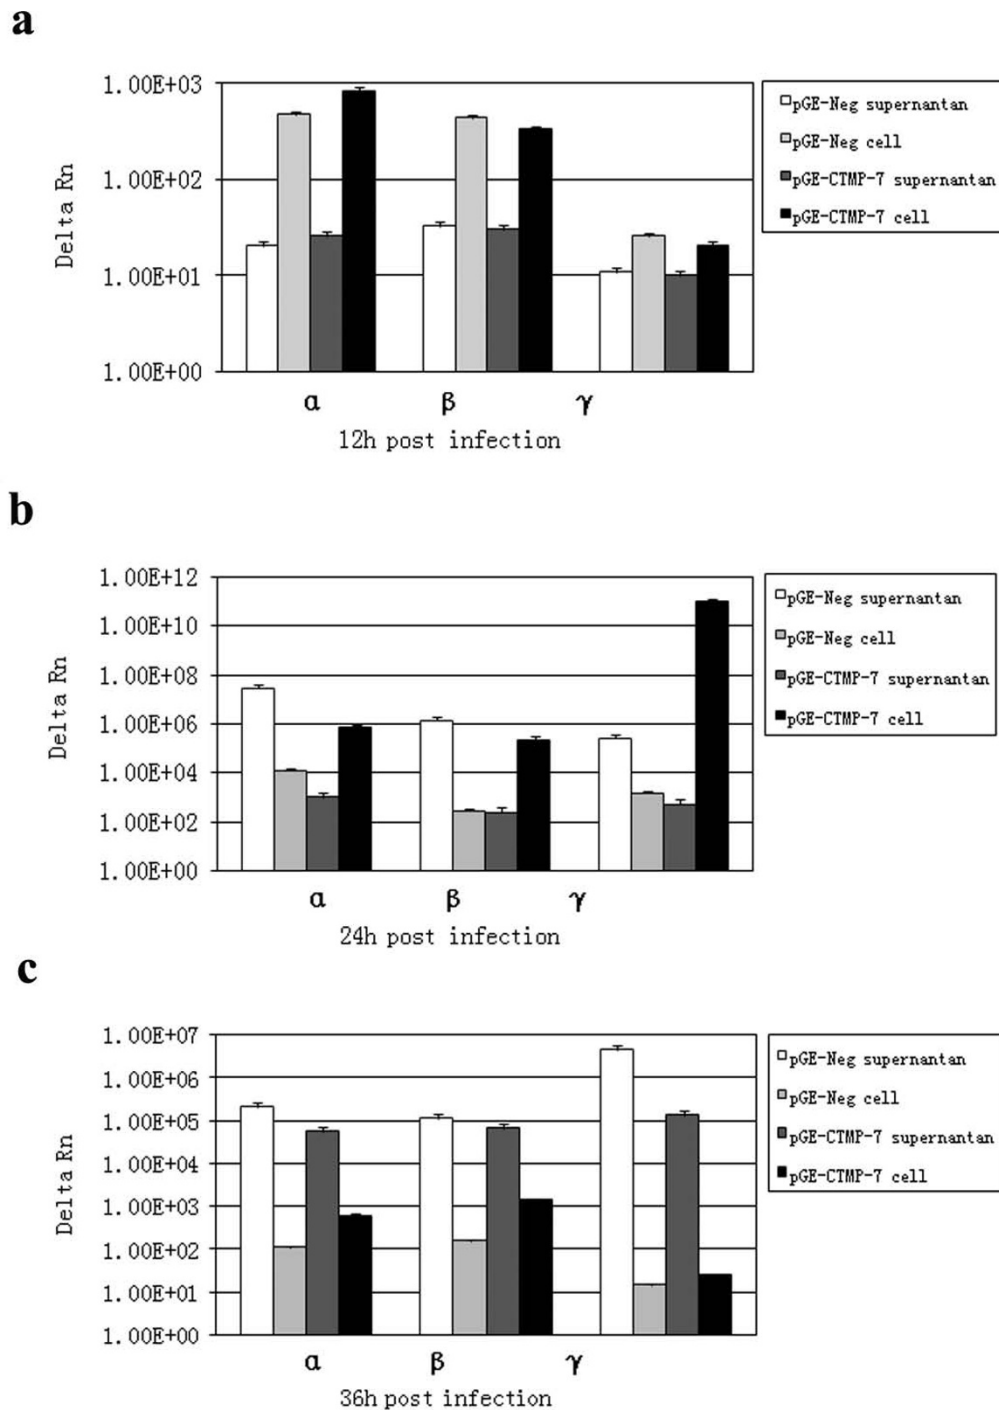 a
1.00E+03
1.00E+02
1.00E+01
1.00E+00
Delta Rn
α β γ
12h post infection
pGE-Neg supernantan
pGE-Neg cell
pGE-CTMP-7 supernantan
pGE-CTMP-7 cell
b
1.00E+12
1.00E+10
1.00E+08
1.00E+06
1.00E+04
1.00E+02
1.00E+00
Delta Rn
α β γ
24h post infection
pGE-Neg supernantan
pGE-Neg cell
pGE-CTMP-7 supernantan
pGE-CTMP-7 cell
c
1.00E+07
1.00E+06
1.00E+05
1.00E+04
1.00E+03
1.00E+02
1.00E+01
1.00E+00
Delta Rn
α β γ
36h post infection
pGE-Neg supernantan
pGE-Neg cell
pGE-CTMP-7 supernantan
pGE-CTMP-7 cell